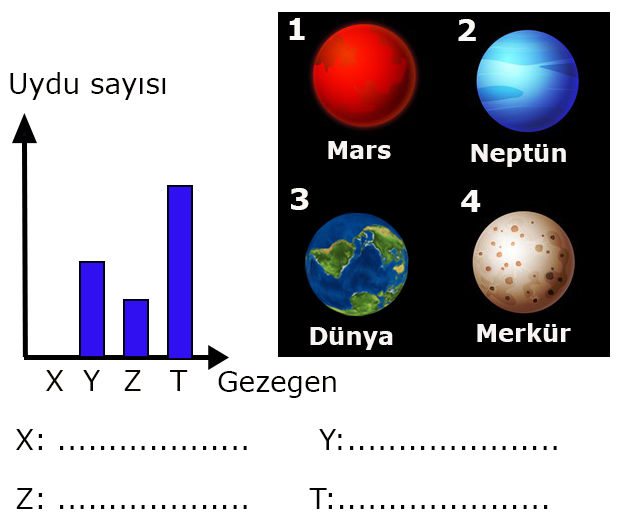 Uydu sayısı
X Y Z T Gezegen
1 2
Mars Neptün
3 4
Dünya Merkür
X: ................... Y:.....................
Z: ................... T:.....................